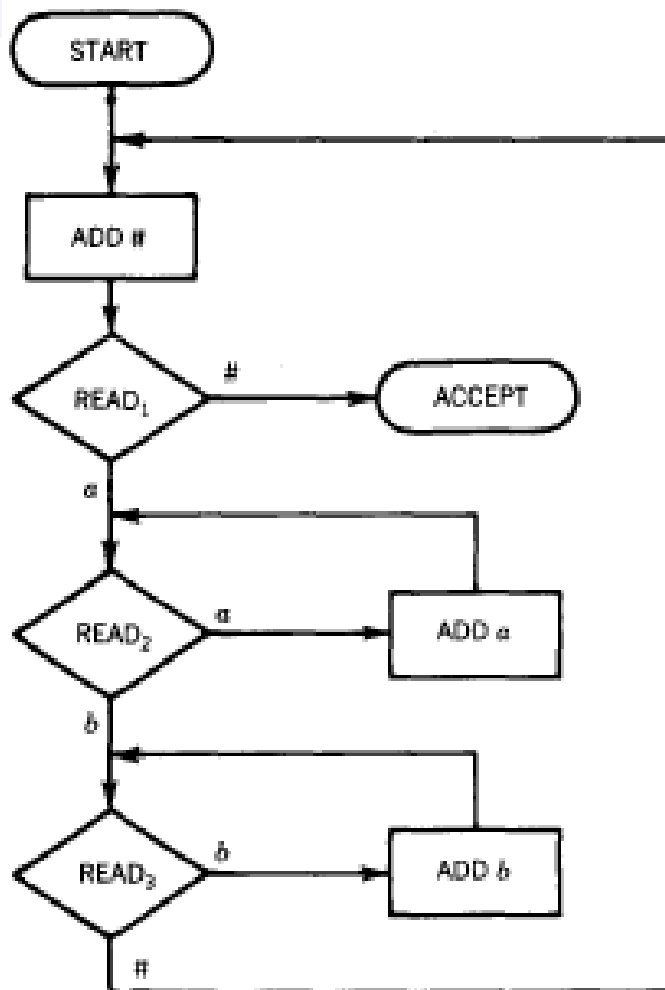 START
ADD #
READ₁
#
ACCEPT
a
READ₂
a
ADD a
b
READ₃
b
ADD b
#